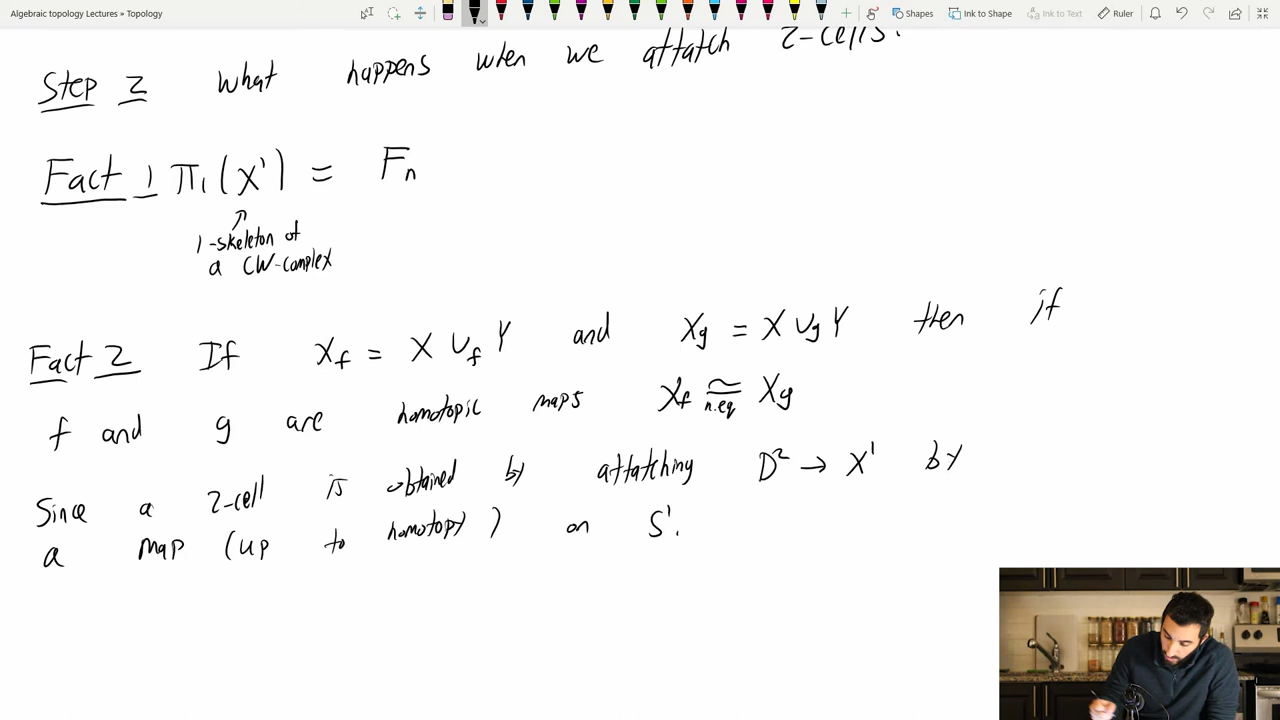 Algebraic topology Lectures » Topology
Shapes
Ink to Shape
Ink to Text
Ruler
Step 2 What happens when we attatch 2-cells.
Fact 1 π₁(X¹) = Fₙ
1-skeleton of
a CW-complex
Fact 2 If X_f = X ∪_f Y and X_g = X ∪_g Y then if
f and g are homotopic maps X_f ≅ X_g
h.eq
Since a 2-cell is obtained by attatching D² → X¹ by
a map (up to homotopy) on S¹.